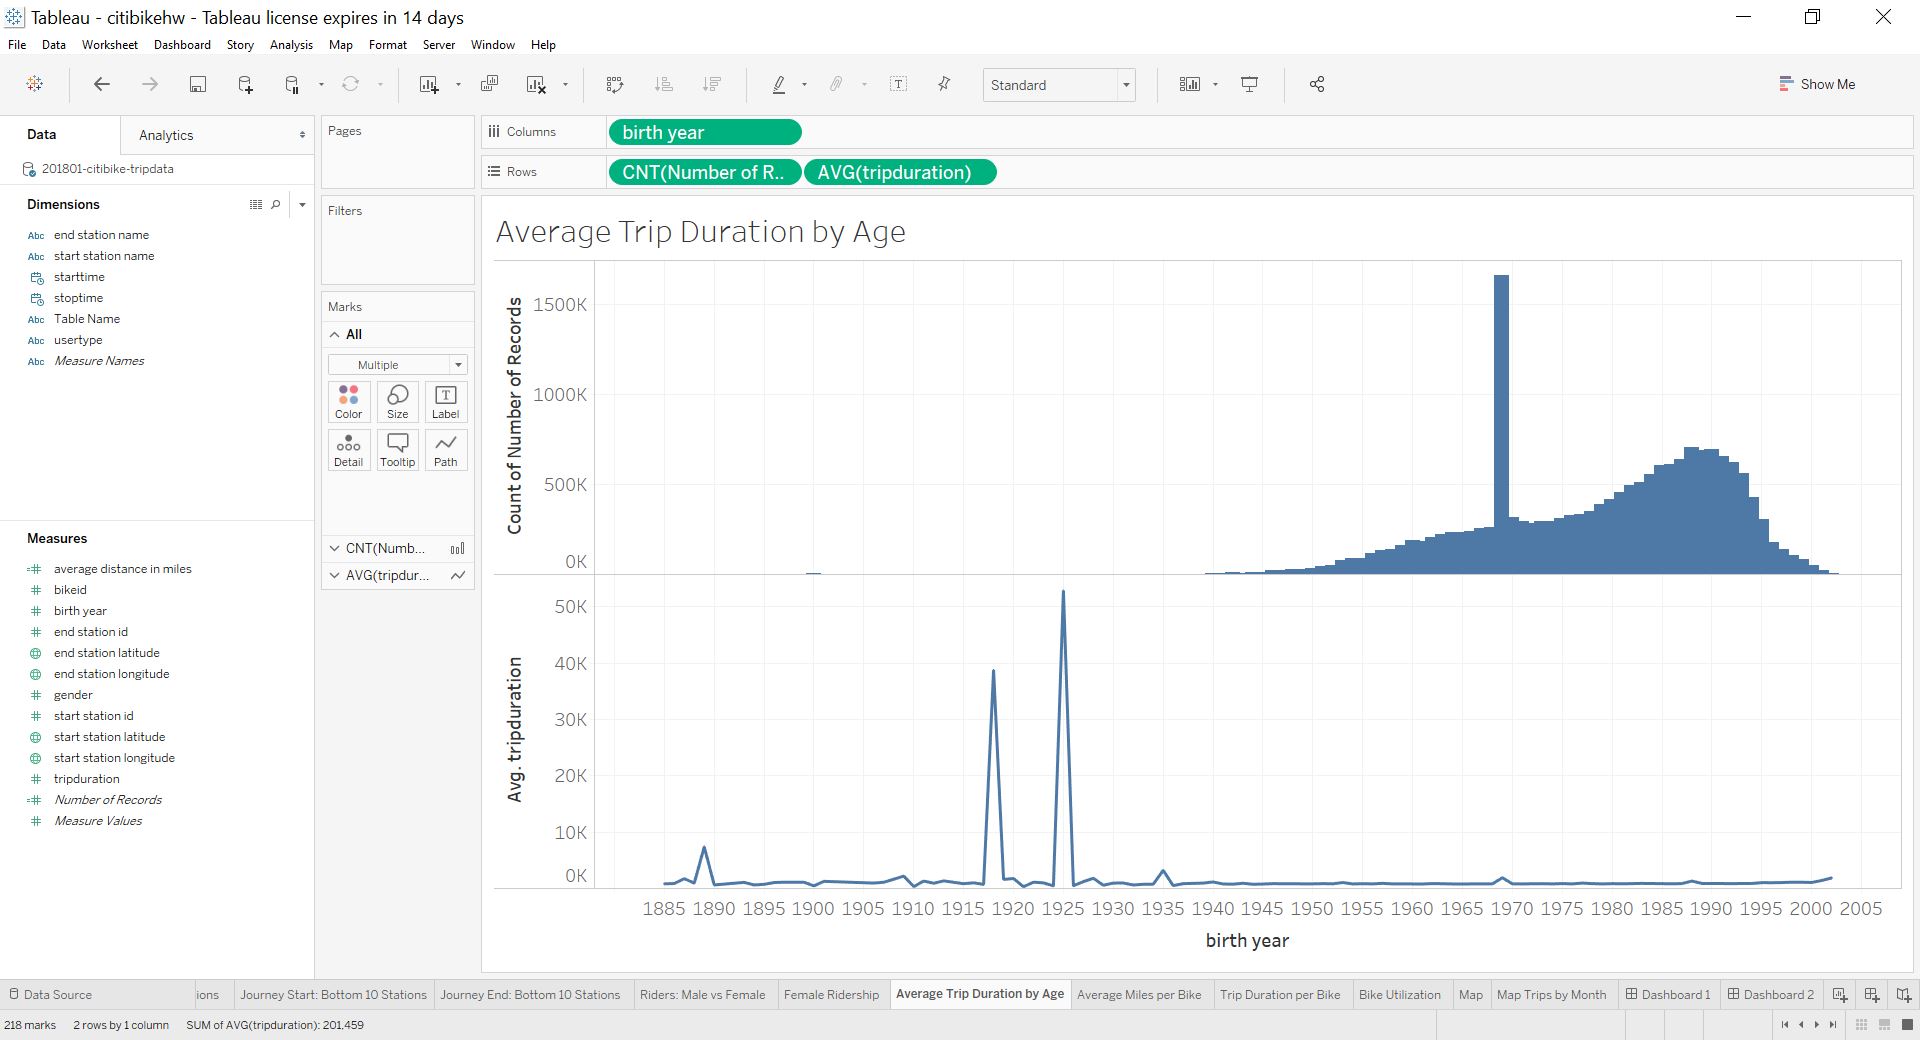 Tableau - citibikehw - Tableau license expires in 14 days
File Data Worksheet Dashboard Story Analysis Map Format Server Window Help
Standard
Show Me
Data Analytics
201801-citibike-tripdata
Dimensions
Abc end station name
Abc start station name
starttime
stoptime
Abc Table Name
Abc usertype
Abc Measure Names
Measures
average distance in miles
bikeid
birth year
end station id
end station latitude
end station longitude
gender
start station id
start station latitude
start station longitude
tripduration
Number of Records
Measure Values
Pages
Filters
Marks
All
Multiple
Color Size Label
Detail Tooltip Path
CNT(Numb...
AVG(tripdur...
Columns birth year
Rows CNT(Number of R.. AVG(tripduration)
Average Trip Duration by Age
Count of Number of Records
1500K
1000K
500K
0K
Avg. tripduration
50K
40K
30K
20K
10K
0K
1885 1890 1895 1900 1905 1910 1915 1920 1925 1930 1935 1940 1945 1950 1955 1960 1965 1970 1975 1980 1985 1990 1995 2000 2005
birth year
Data Source ions Journey Start: Bottom 10 Stations Journey End: Bottom 10 Stations Riders: Male vs Female Female Ridership Average Trip Duration by Age Average Miles per Bike Trip Duration per Bike Bike Utilization Map Map Trips by Month Dashboard 1 Dashboard 2
218 marks 2 rows by 1 column SUM of AVG(tripduration): 201,459